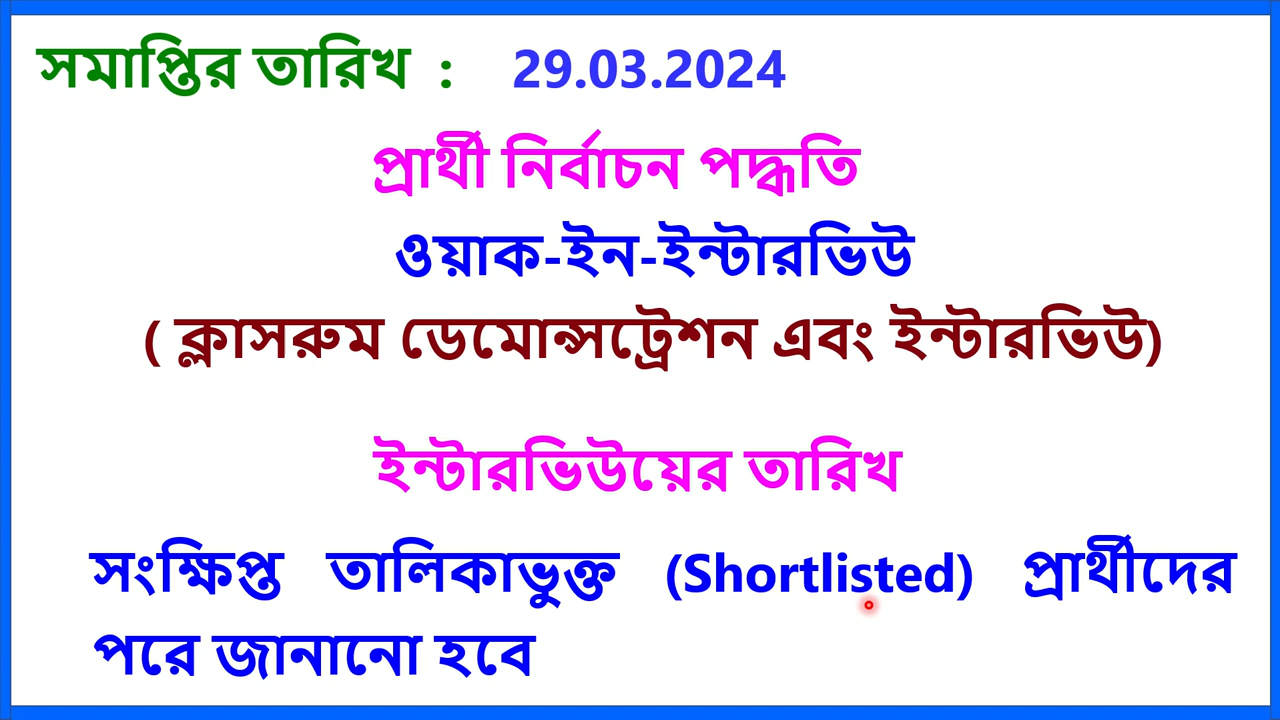 সমাপ্তির তারিখ : 29.03.2024
প্রার্থী নির্বাচন পদ্ধতি
ওয়াক-ইন-ইন্টারভিউ
( ক্লাসরুম ডেমোন্সট্রেশন এবং ইন্টারভিউ)
ইন্টারভিউয়ের তারিখ
সংক্ষিপ্ত তালিকাভুক্ত (Shortlisted) প্রার্থীদের
পরে জানানো হবে